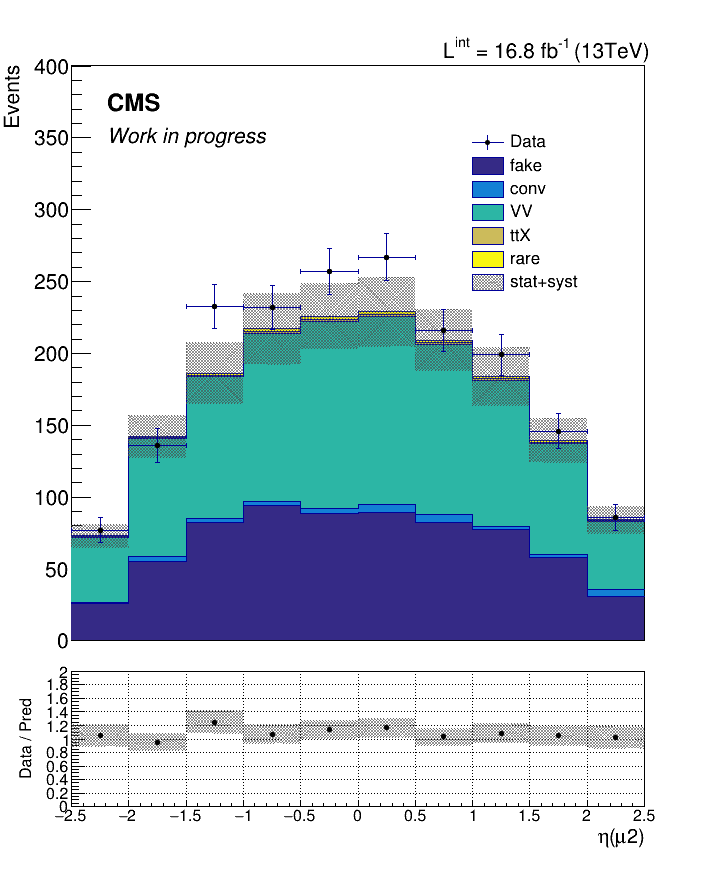 L^int = 16.8 fb^-1 (13TeV)
Events
400
350
300
250
200
150
100
50
0
CMS
Work in progress
Data
fake
conv
VV
ttX
rare
stat+syst
Data / Pred
2
1.8
1.6
1.4
1.2
1
0.8
0.6
0.4
0.2
0
−2.5 −2 −1.5 −1 −0.5 0 0.5 1 1.5 2 2.5
η(μ2)